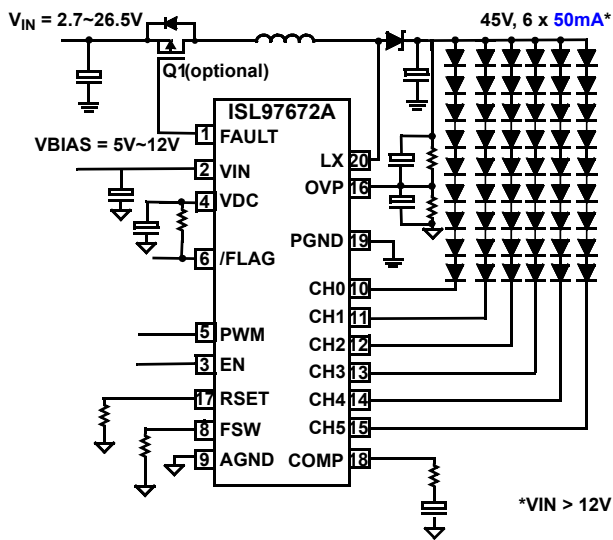 V_IN = 2.7~26.5V
45V, 6 x 50mA*
Q1(optional)
ISL97672A
1 FAULT
VBIAS = 5V~12V
2 VIN
LX 20
4 VDC
OVP 16
PGND 19
6 /FLAG
CH0 10
CH1 11
5 PWM
CH2 12
3 EN
CH3 13
17 RSET
CH4 14
8 FSW
CH5 15
9 AGND
COMP 18
*VIN > 12V